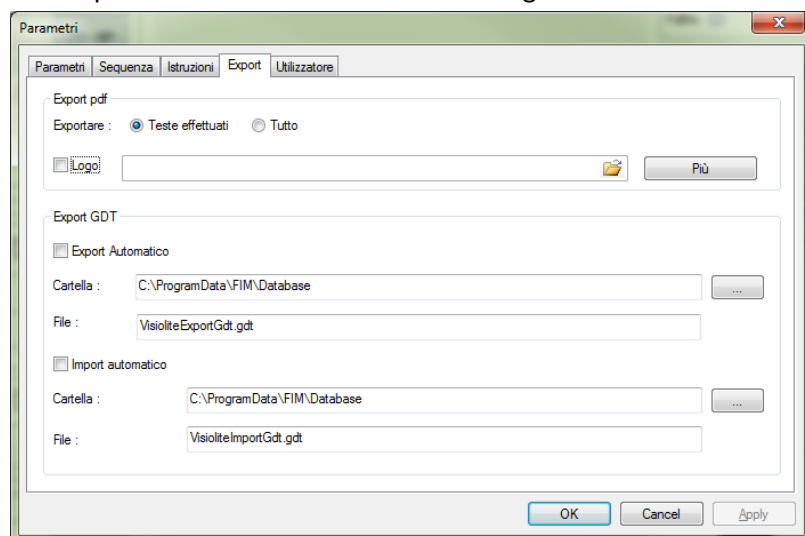 Parametri
Parametri Sequenza Istruzioni Export Utilizzatore
Export pdf
Exportare : Teste effettuati Tutto
Logo Più
Export GDT
Export Automatico
Cartella : C:\ProgramData\FIM\Database ...
File : VisioliteExportGdt.gdt
Import automatico
Cartella : C:\ProgramData\FIM\Database ...
File : VisioliteImportGdt.gdt
OK Cancel Apply